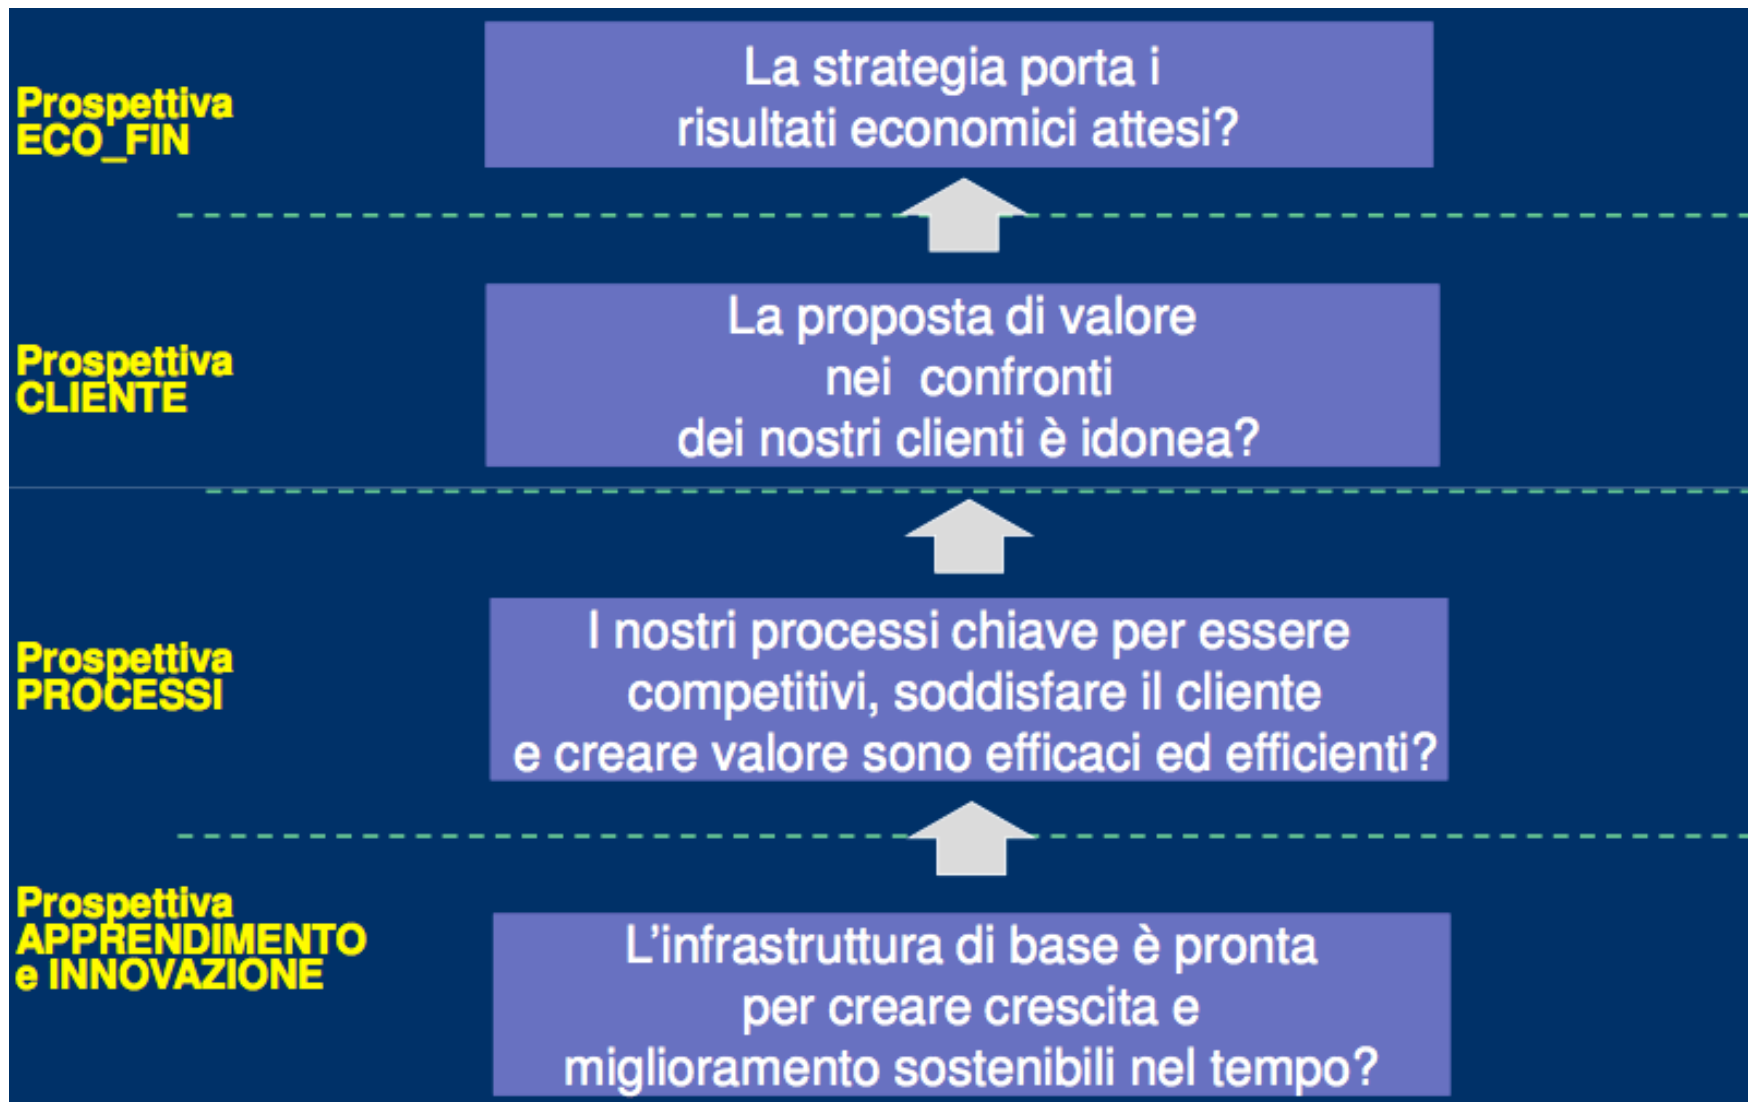 Prospettiva
ECO_FIN
La strategia porta i
risultati economici attesi?
Prospettiva
CLIENTE
La proposta di valore
nei confronti
dei nostri clienti è idonea?
Prospettiva
PROCESSI
I nostri processi chiave per essere
competitivi, soddisfare il cliente
e creare valore sono efficaci ed efficienti?
Prospettiva
APPRENDIMENTO
e INNOVAZIONE
L’infrastruttura di base è pronta
per creare crescita e
miglioramento sostenibili nel tempo?